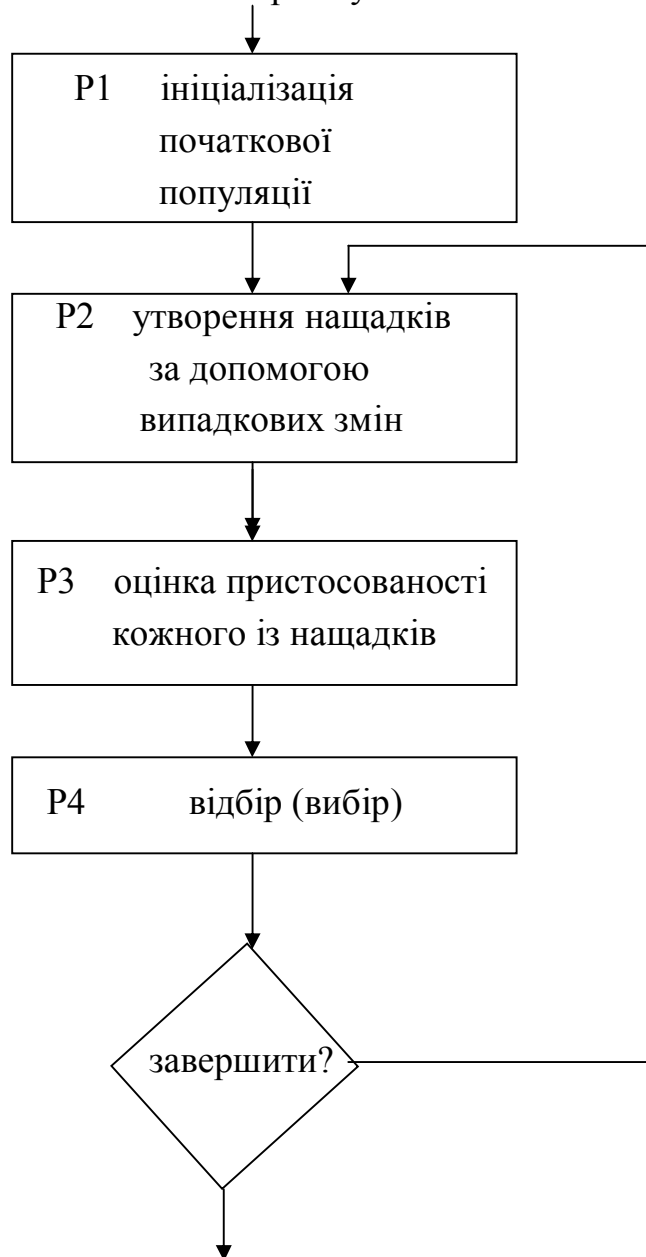 P1 ініціалізація
початкової
популяції
P2 утворення нащадків
за допомогою
випадкових змін
P3 оцінка пристосованості
кожного із нащадків
P4 відбір (вибір)
завершити?